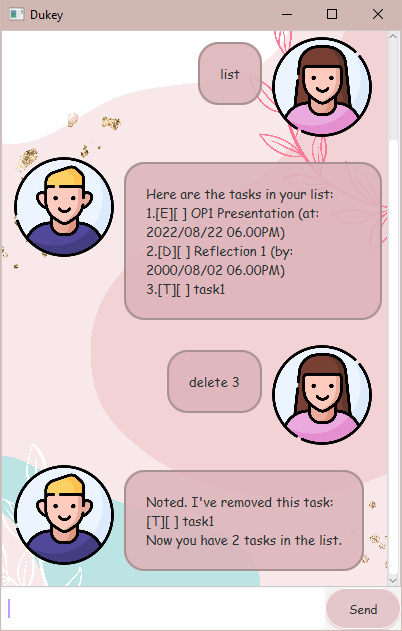 Dukey
list
Here are the tasks in your list:
1.[E][ ] OP1 Presentation (at:
2022/08/22 06.00PM)
2.[D][ ] Reflection 1 (by:
2000/08/02 06.00PM)
3.[T][ ] task1
delete 3
Noted. I've removed this task:
[T][ ] task1
Now you have 2 tasks in the list.
Send